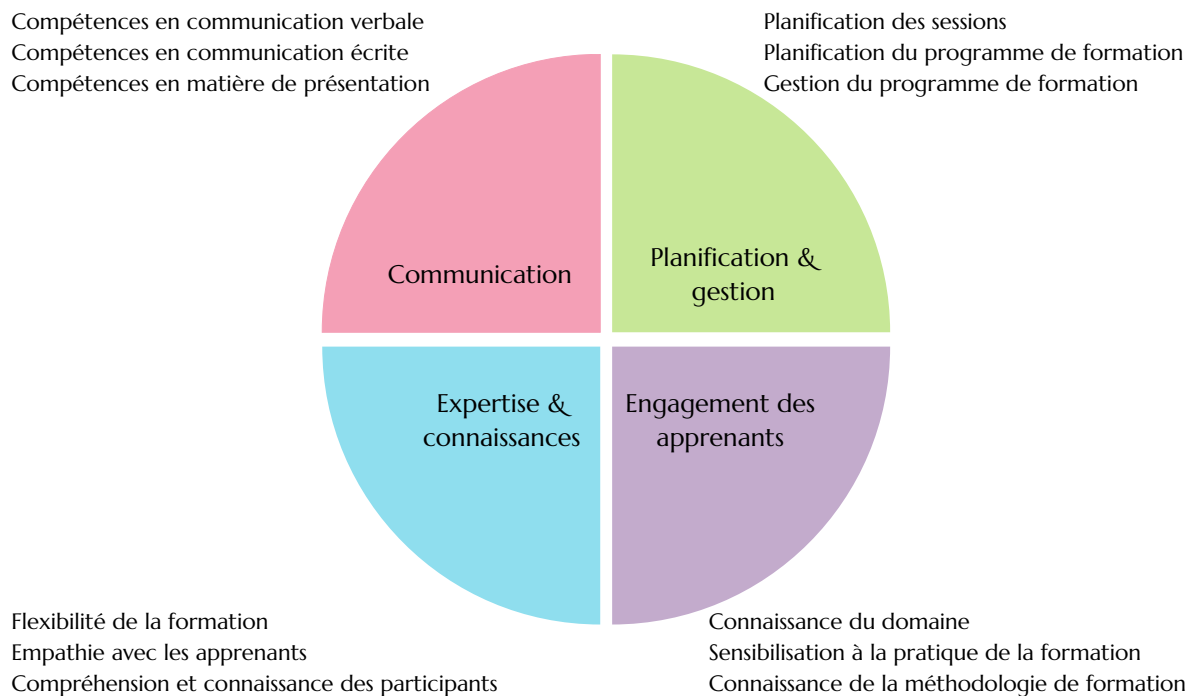 Compétences en communication verbale
Compétences en communication écrite
Compétences en matière de présentation
Planification des sessions
Planification du programme de formation
Gestion du programme de formation
Communication
Planification &
gestion
Expertise &
connaissances
Engagement des
apprenants
Flexibilité de la formation
Empathie avec les apprenants
Compréhension et connaissance des participants
Connaissance du domaine
Sensibilisation à la pratique de la formation
Connaissance de la méthodologie de formation